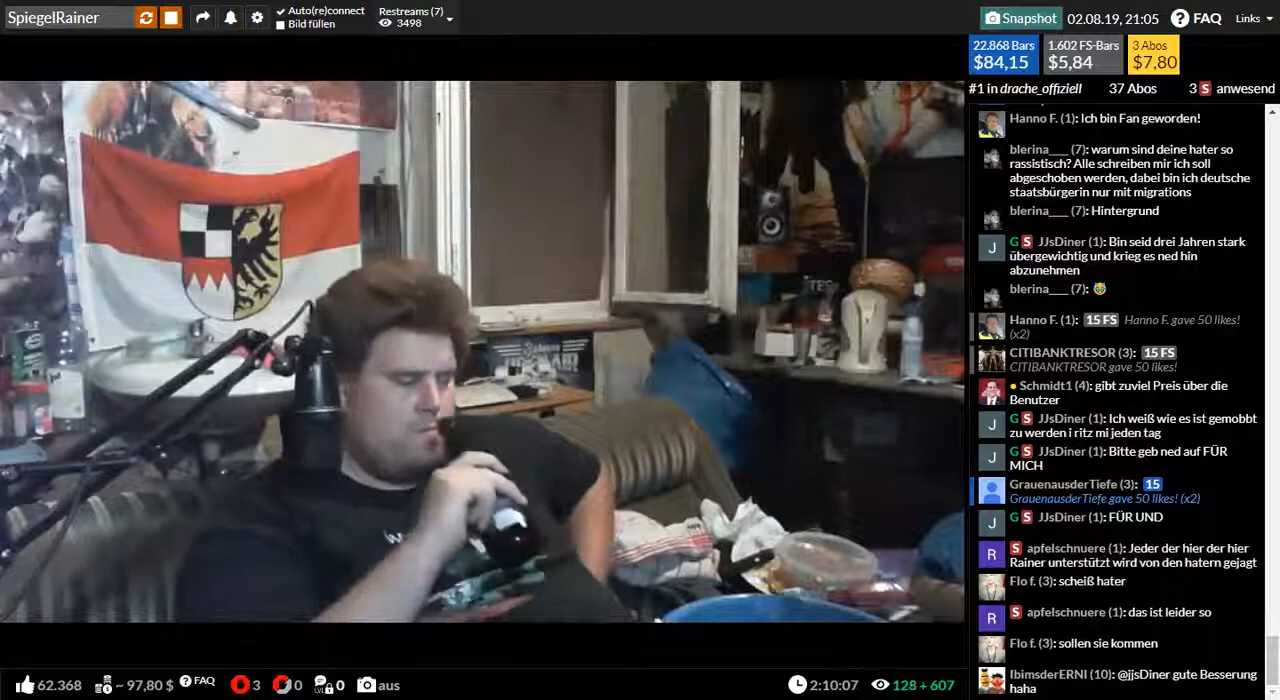 SpiegelRainer
Auto(re)connect
Bild füllen
Restreams (7)
3498
Snapshot
02.08.19, 21:05
FAQ
Links
22.868 Bars
$84,15
1.602 FS-Bars
$5,84
3 Abos
$7,80
#1 in drache_offiziell
37 Abos
3 S anwesend
Hanno F. (1): Ich bin Fan geworden!
blerina___ (7): warum sind deine hater so
rassistisch? Alle schreiben mir ich soll
abgeschoben werden, dabei bin ich deutsche
staatsbürgerin nur mit migrations
blerina___ (7): Hintergrund
J G S JJsDiner (1): Bin seid drei Jahren stark
übergewichtig und krieg es ned hin
abzunehmen
blerina___ (7): 😭
Hanno F. (1): 15 FS Hanno F. gave 50 likes!
(x2)
CITIBANKTRESOR (3): 15 FS
CITIBANKTRESOR gave 50 likes!
Schmidt1 (4): gibt zuviel Preis über die
Benutzer
J G S JJsDiner (1): Ich weiß wie es ist gemobbt
zu werden i ritz mi jeden tag
J G S JJsDiner (1): Bitte geb ned auf FÜR
MICH
GrauenausderTiefe (3): 15
GrauenausderTiefe gave 50 likes! (x2)
J G S JJsDiner (1): FÜR UND
R S apfelschnuere (1): Jeder der hier der hier
Rainer unterstützt wird von den hatern gejagt
Flo f. (3): scheiß hater
R S apfelschnuere (1): das ist leider so
Flo f. (3): sollen sie kommen
IbimsderERNI (10): @jjsDiner gute Besserung
haha
62.368
~ 97,80 $
FAQ
3
0
LVL
0
aus
2:10:07
128 + 607